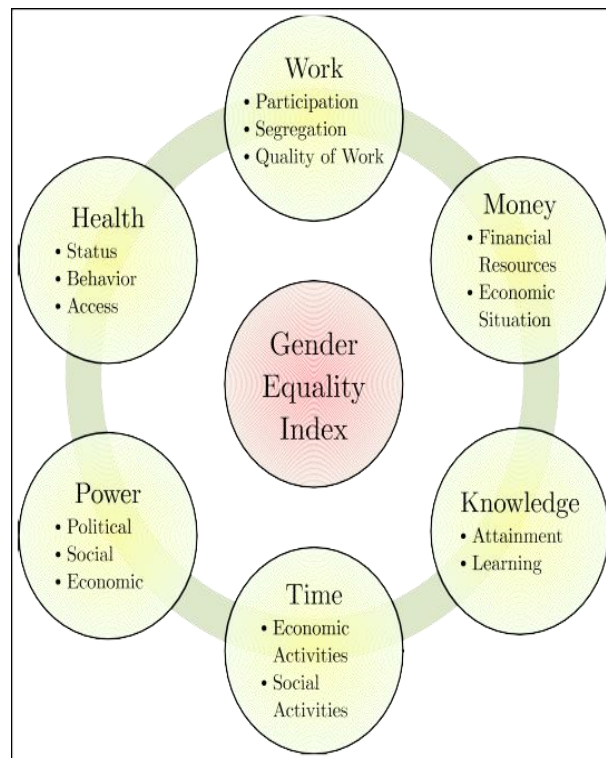 Work
• Participation
• Segregation
• Quality of Work
Money
• Financial
Resources
• Economic
Situation
Health
• Status
• Behavior
• Access
Gender
Equality
Index
Knowledge
• Attainment
• Learning
Power
• Political
• Social
• Economic
Time
• Economic
Activities
• Social
Activities